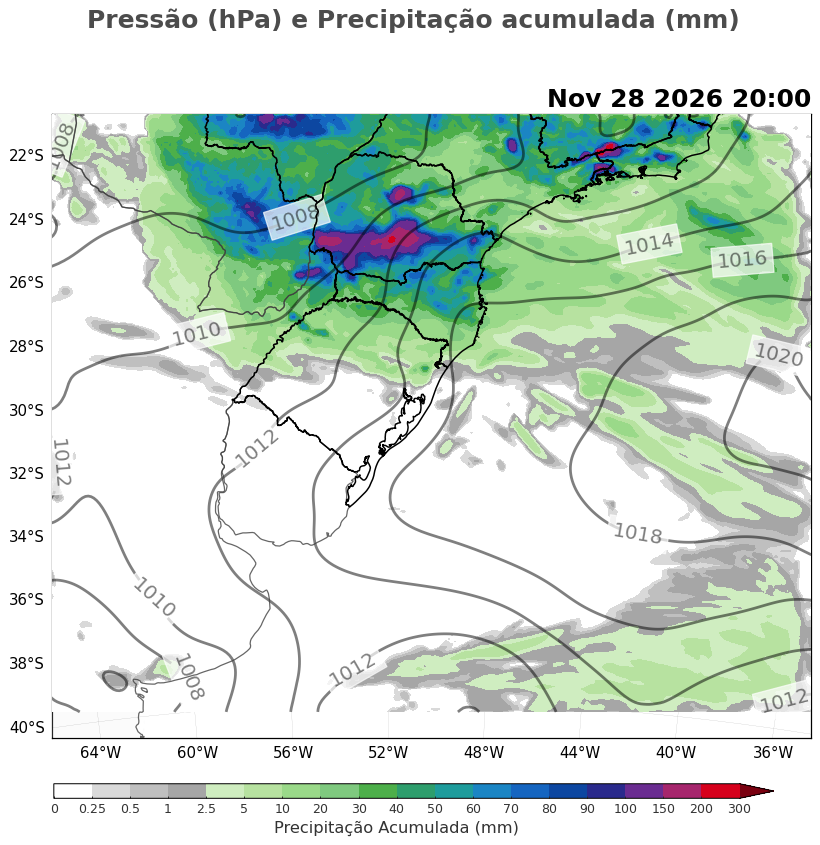 Pressão (hPa) e Precipitação acumulada (mm)
Nov 28 2026 20:00
1008
22°S
24°S
1008
1014
1016
26°S
1010
28°S
1020
30°S
1012
1012
32°S
34°S
1018
1010
36°S
38°S
1008
1012
1012
40°S
64°W 60°W 56°W 52°W 48°W 44°W 40°W 36°W
0 0.25 0.5 1 2.5 5 10 20 30 40 50 60 70 80 90 100 150 200 300
Precipitação Acumulada (mm)